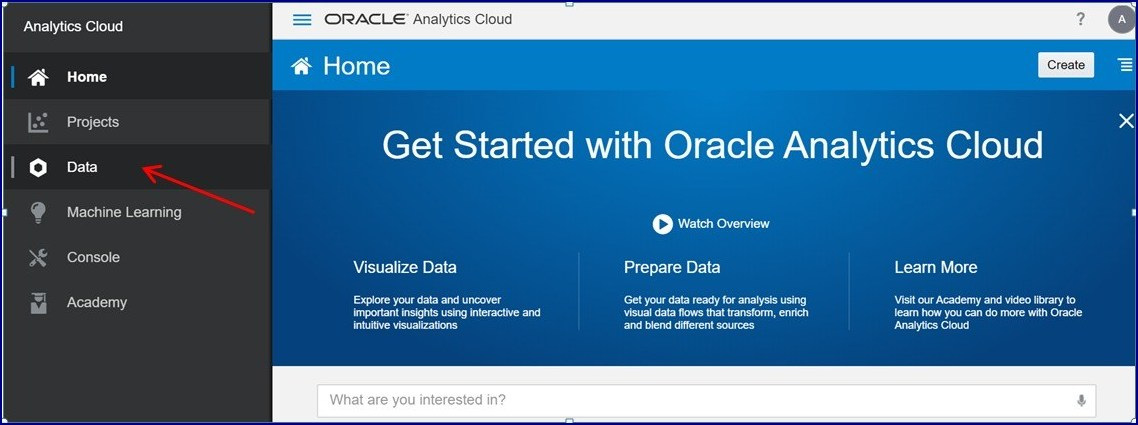 Analytics Cloud
Home
Projects
Data
Machine Learning
Console
Academy
ORACLE® Analytics Cloud
?
A
Home
Create
Get Started with Oracle Analytics Cloud
Watch Overview
Visualize Data
Explore your data and uncover
important insights using interactive and
intuitive visualizations
Prepare Data
Get your data ready for analysis using
visual data flows that transform, enrich
and blend different sources
Learn More
Visit our Academy and video library to
learn how you can do more with Oracle
Analytics Cloud
What are you interested in?